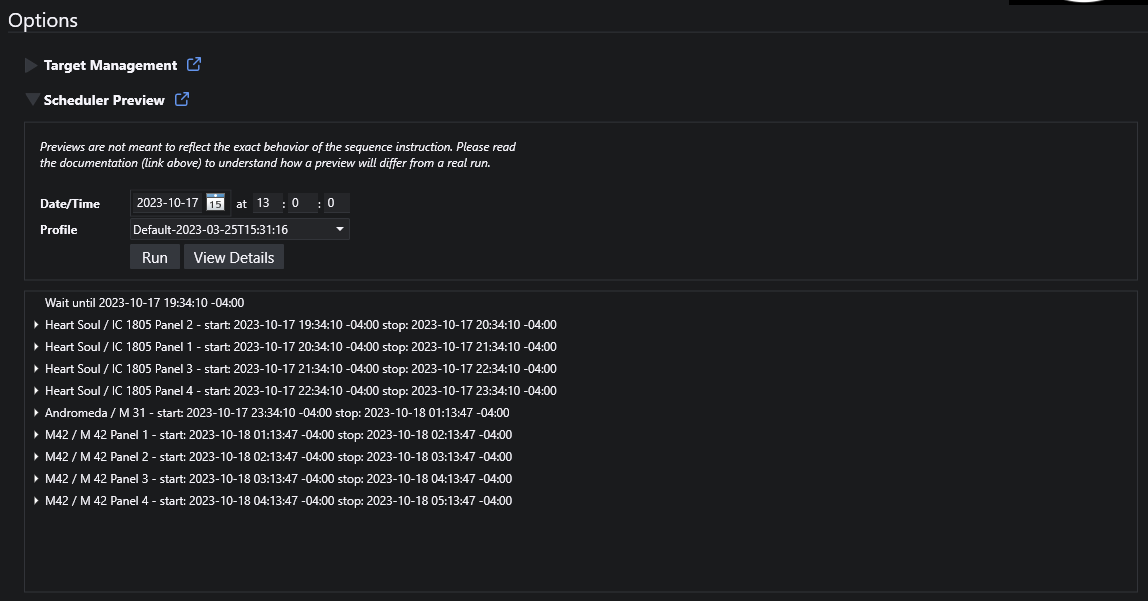 Options
Target Management
Scheduler Preview
Previews are not meant to reflect the exact behavior of the sequence instruction. Please read
the documentation (link above) to understand how a preview will differ from a real run.
Date/Time 2023-10-17 15 at 13 : 0 : 0
Profile Default-2023-03-25T15:31:16
Run View Details
Wait until 2023-10-17 19:34:10 -04:00
Heart Soul / IC 1805 Panel 2 - start: 2023-10-17 19:34:10 -04:00 stop: 2023-10-17 20:34:10 -04:00
Heart Soul / IC 1805 Panel 1 - start: 2023-10-17 20:34:10 -04:00 stop: 2023-10-17 21:34:10 -04:00
Heart Soul / IC 1805 Panel 3 - start: 2023-10-17 21:34:10 -04:00 stop: 2023-10-17 22:34:10 -04:00
Heart Soul / IC 1805 Panel 4 - start: 2023-10-17 22:34:10 -04:00 stop: 2023-10-17 23:34:10 -04:00
Andromeda / M 31 - start: 2023-10-17 23:34:10 -04:00 stop: 2023-10-18 01:13:47 -04:00
M42 / M 42 Panel 1 - start: 2023-10-18 01:13:47 -04:00 stop: 2023-10-18 02:13:47 -04:00
M42 / M 42 Panel 2 - start: 2023-10-18 02:13:47 -04:00 stop: 2023-10-18 03:13:47 -04:00
M42 / M 42 Panel 3 - start: 2023-10-18 03:13:47 -04:00 stop: 2023-10-18 04:13:47 -04:00
M42 / M 42 Panel 4 - start: 2023-10-18 04:13:47 -04:00 stop: 2023-10-18 05:13:47 -04:00